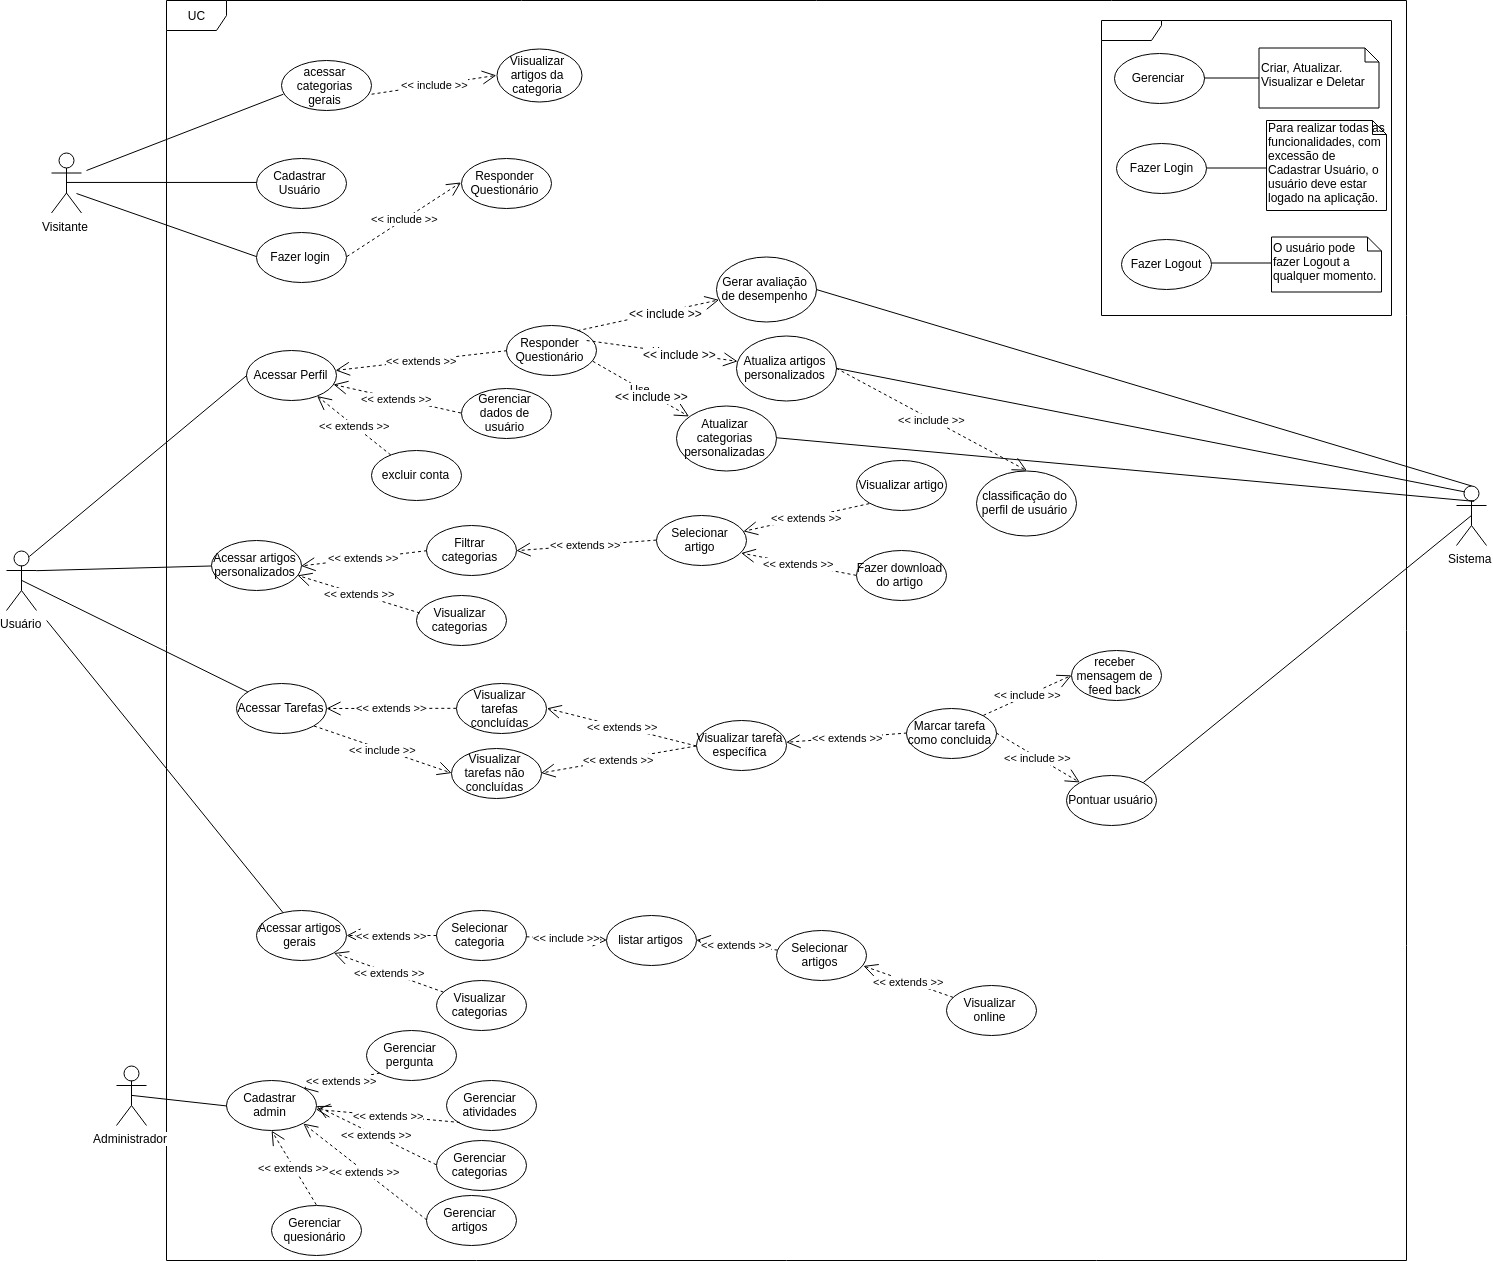 UC
acessar
categorias
gerais
<< include >>
Viisualizar
artigos da
categoria
Cadastrar
Usuário
Responder
Questionário
<< include >>
Fazer login
Visitante
Gerenciar
Criar, Atualizar.
Visualizar e Deletar
Fazer Login
Para realizar todas as
funcionalidades, com
excessão de
Cadastrar Usuário, o
usuário deve estar
logado na aplicação.
Fazer Logout
O usuário pode
fazer Logout a
qualquer momento.
Gerar avaliação
de desempenho
<< include >>
Responder
Questionário
<< include >>
Atualiza artigos
personalizados
Acessar Perfil
<< extends >>
<< extends >>
Gerenciar
dados de
usuário
Use
<< include >>
Atualizar
categorias
personalizadas
<< include >>
<< extends >>
excluir conta
classificação do
perfil de usuário
Visualizar artigo
<< extends >>
Selecionar
artigo
<< extends >>
Filtrar
categorias
<< extends >>
Acessar artigos
personalizados
<< extends >>
Fazer download
do artigo
<< extends >>
Visualizar
categorias
Sistema
Usuário
receber
mensagem de
feed back
<< include >>
Acessar Tarefas
<< extends >>
Visualizar
tarefas
concluídas
<< extends >>
Visualizar tarefa
específica
<< extends >>
Marcar tarefa
como concluida
<< include >>
<< include >>
Visualizar
tarefas não
concluídas
<< extends >>
Pontuar usuário
Acessar artigos
gerais
<< extends >>
Selecionar
categoria
<< include >>
listar artigos
<< extends >>
Selecionar
artigos
<< extends >>
Visualizar
categorias
<< extends >>
Visualizar
online
Gerenciar
pergunta
<< extends >>
Cadastrar
admin
Gerenciar
atividades
<< extends >>
<< extends >>
Administrador
Gerenciar
categorias
<< extends >>
<< extends >>
Gerenciar
artigos
Gerenciar
quesionário